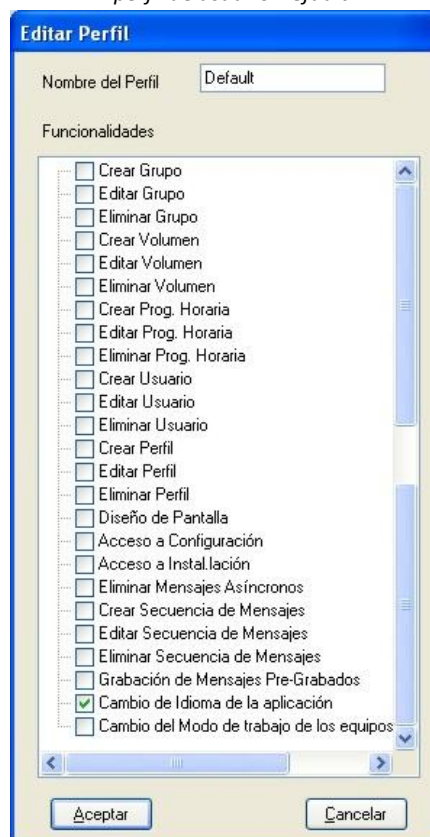 Editar Perfil
Nombre del Perfil Default
Funcionalidades
Crear Grupo
Editar Grupo
Eliminar Grupo
Crear Volumen
Editar Volumen
Eliminar Volumen
Crear Prog. Horaria
Editar Prog. Horaria
Eliminar Prog. Horaria
Crear Usuario
Editar Usuario
Eliminar Usuario
Crear Perfil
Editar Perfil
Eliminar Perfil
Diseño de Pantalla
Acceso a Configuración
Acceso a Instal.lación
Eliminar Mensajes Asíncronos
Crear Secuencia de Mensajes
Editar Secuencia de Mensajes
Eliminar Secuencia de Mensajes
Grabación de Mensajes Pre-Grabados
Cambio de Idioma de la aplicación
Cambio del Modo de trabajo de los equipos
Aceptar Cancelar